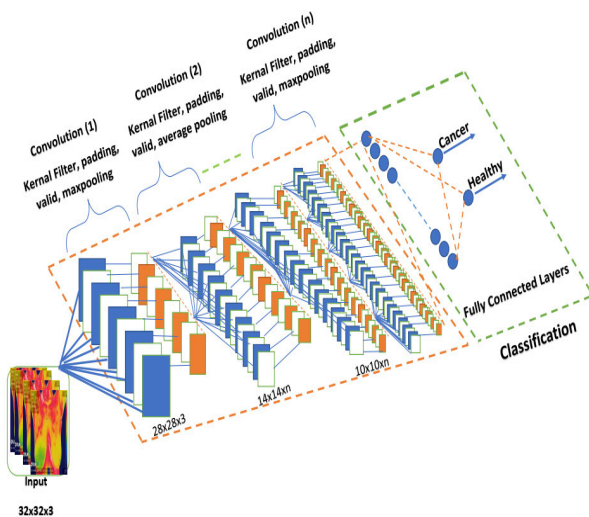 Convolution (1)
Kernal Filter, padding,
valid, maxpooling
Convolution (2)
Kernal Filter, padding,
valid, average pooling
Convolution (n)
Kernal Filter, padding,
valid, maxpooling
Cancer
Healthy
Fully Connected Layers
Classification
28x28x3
14x14xn
10x10xn
Input
32x32x3